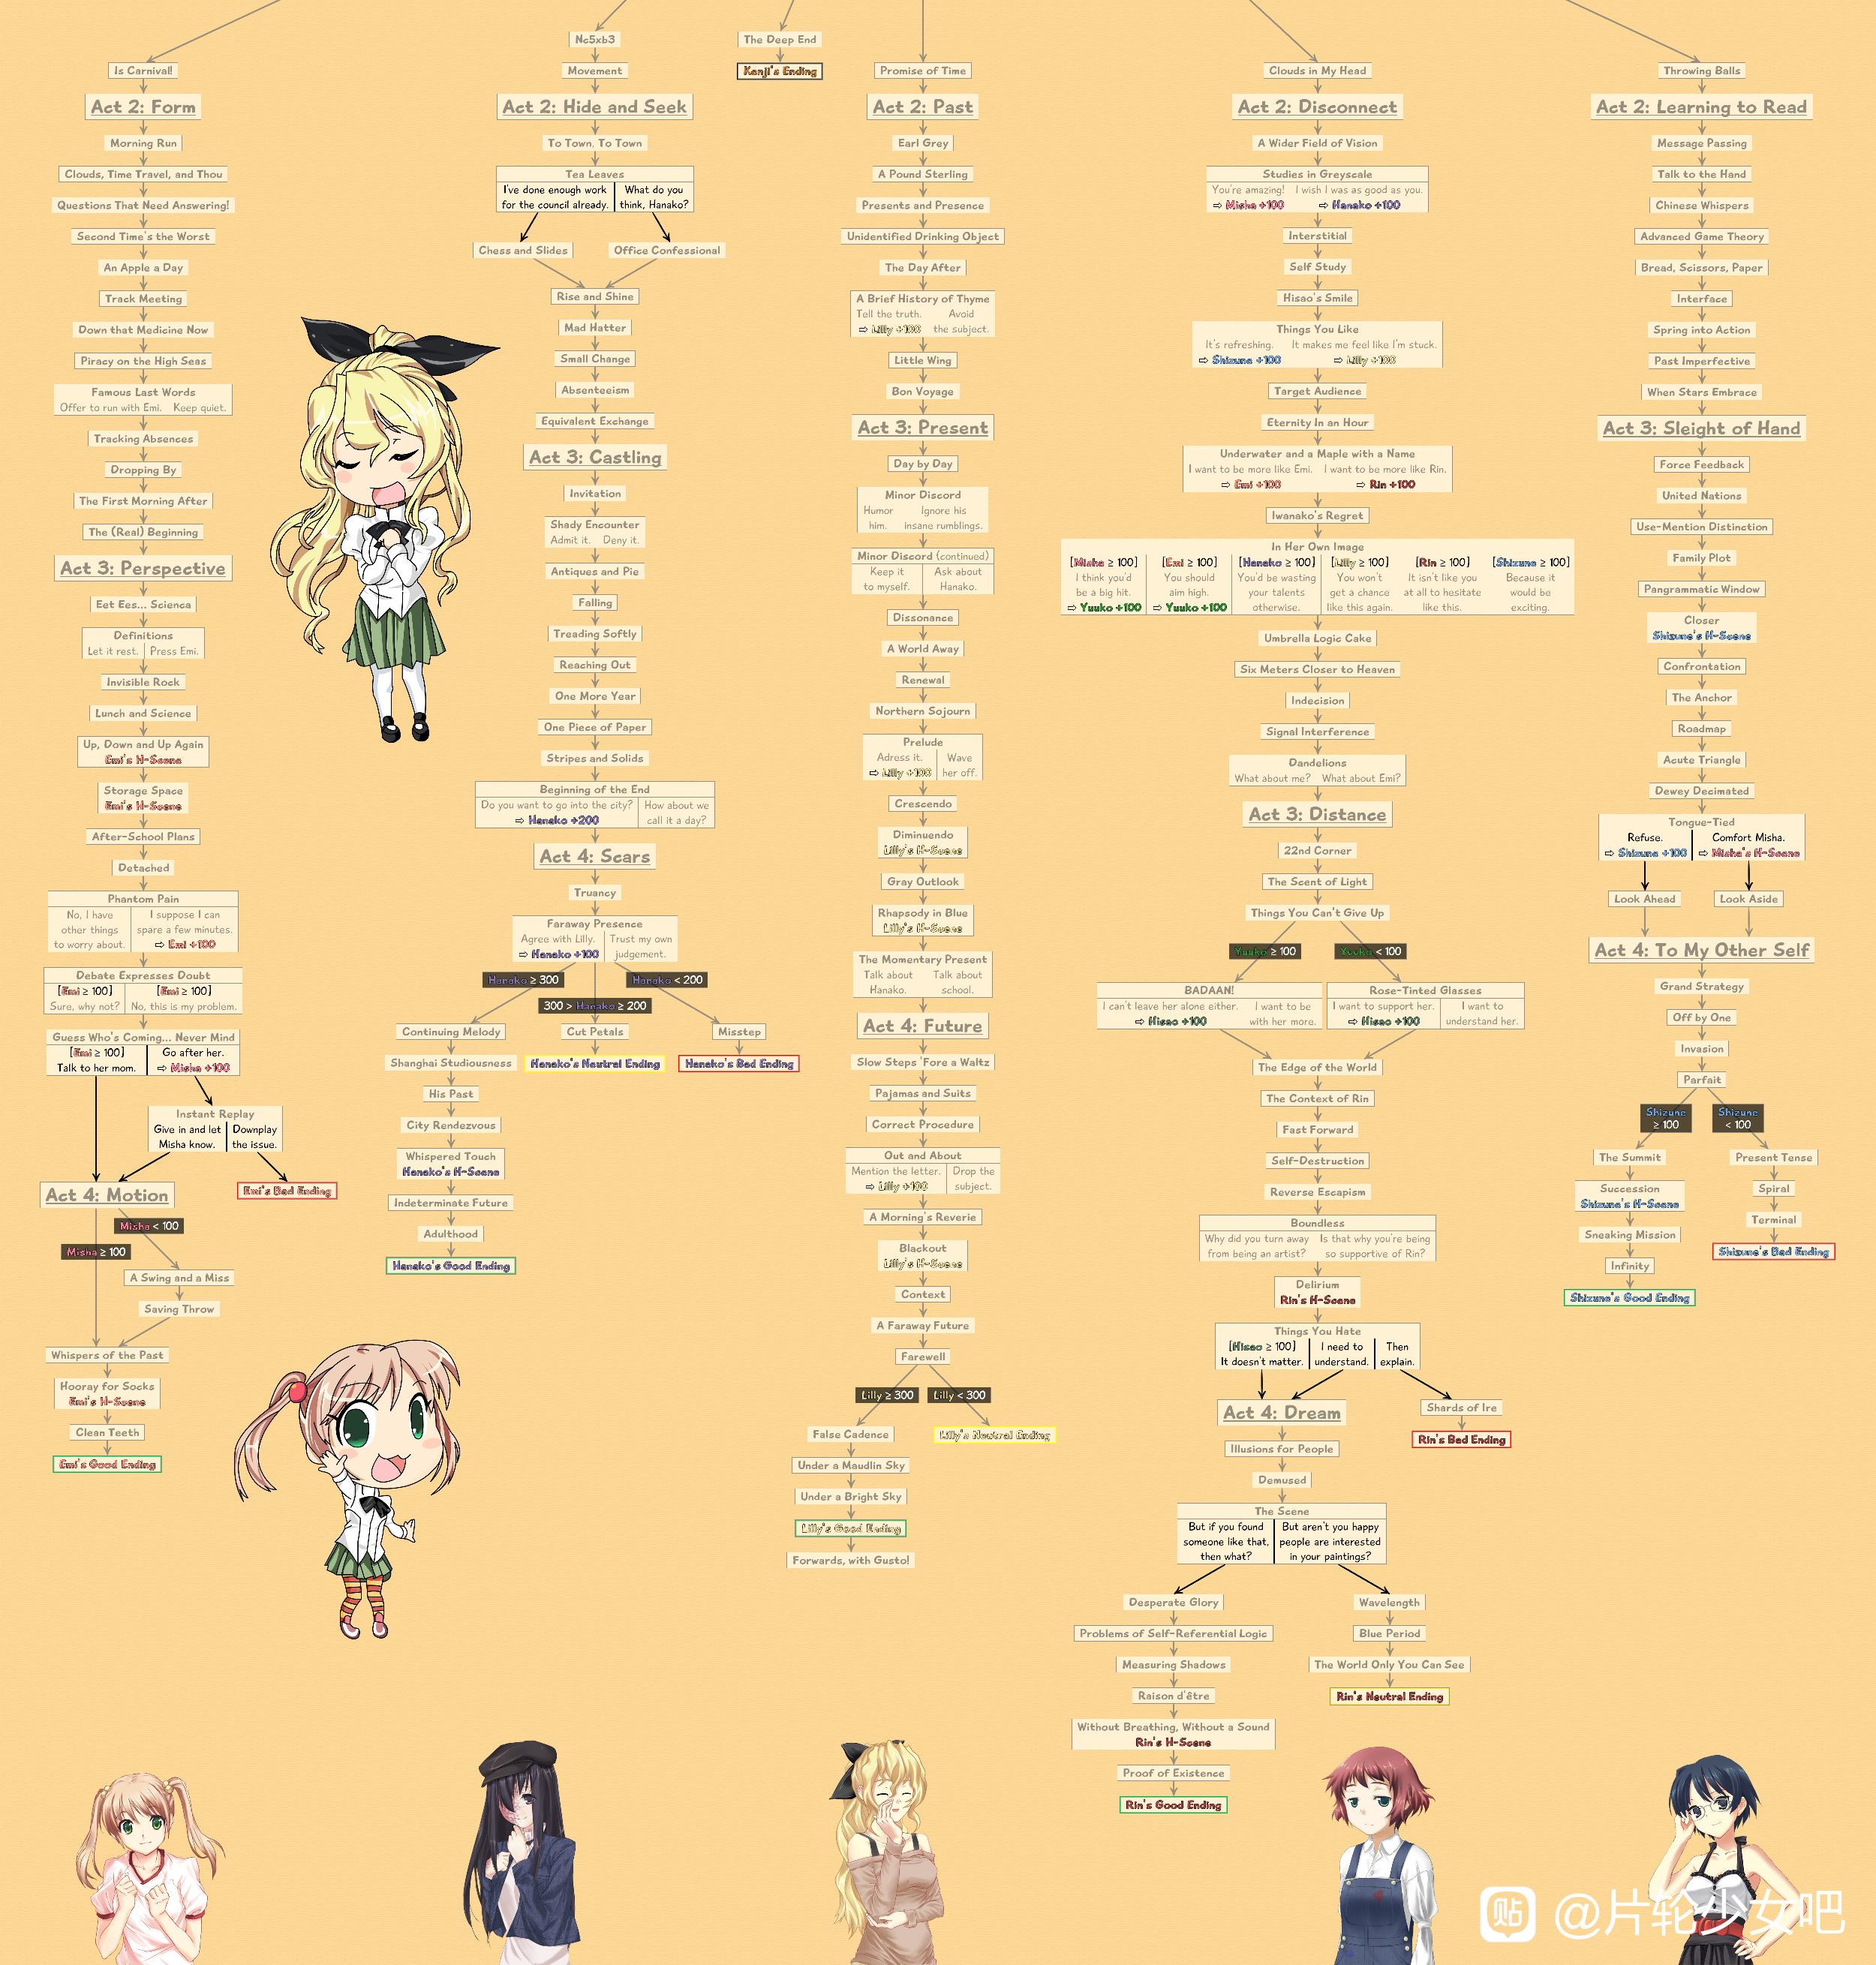 Is Carnival!
Act 2: Form
Morning Run
Clouds, Time Travel, and Thou
Questions That Need Answering!
Second Time's the Worst
An Apple a Day
Track Meeting
Down that Medicine Now
Piracy on the High Seas
Famous Last Words
Offer to run with Emi. Keep quiet.
Tracking Absences
Dropping By
The First Morning After
The (Real) Beginning
Act 3: Perspective
Eet Ees... Scienca
Definitions
Let it rest. Press Emi.
Invisible Rock
Lunch and Science
Up, Down and Up Again
Emi's H-Scene
Storage Space
Emi's H-Scene
After-School Plans
Detached
Phantom Pain
No, I have
other things
to worry about.
I suppose I can
spare a few minutes.
⇨ Emi +100
Debate Expresses Doubt
[Emi ≥ 100]
Sure, why not?
[Emi ≥ 100]
No, this is my problem.
Guess Who's Coming... Never Mind
[Emi ≥ 100]
Talk to her mom.
Go after her.
⇨ Misha +100
Instant Replay
Give in and let
Misha know.
Downplay
the issue.
Emi's Bad Ending
Act 4: Motion
Misha < 100
Misha ≥ 100
A Swing and a Miss
Saving Throw
Whispers of the Past
Hooray for Socks
Emi's H-Scene
Clean Teeth
Emi's Good Ending
Nc5xb3
Movement
Act 2: Hide and Seek
To Town, To Town
Tea Leaves
I've done enough work
for the council already.
What do you
think, Hanako?
Chess and Slides
Office Confessional
Rise and Shine
Mad Hatter
Small Change
Absenteeism
Equivalent Exchange
Act 3: Castling
Invitation
Shady Encounter
Admit it. Deny it.
Antiques and Pie
Falling
Treading Softly
Reaching Out
One More Year
One Piece of Paper
Stripes and Solids
Beginning of the End
Do you want to go into the city?
⇨ Hanako +200
How about we
call it a day?
Act 4: Scars
Truancy
Faraway Presence
Agree with Lilly.
⇨ Hanako +100
Trust my own
judgement.
Hanako ≥ 300
Hanako < 200
300 > Hanako ≥ 200
Continuing Melody
Cut Petals
Misstep
Shanghai Studiousness
Hanako's Neutral Ending
Hanako's Bad Ending
His Past
City Rendezvous
Whispered Touch
Hanako's H-Scene
Indeterminate Future
Adulthood
Hanako's Good Ending
The Deep End
Kenji's Ending
Promise of Time
Act 2: Past
Earl Grey
A Pound Sterling
Presents and Presence
Unidentified Drinking Object
The Day After
A Brief History of Thyme
Tell the truth.
⇨ Lilly +100
Avoid
the subject.
Little Wing
Bon Voyage
Act 3: Present
Day by Day
Minor Discord
Humor
him.
Ignore his
insane rumblings.
Minor Discord (continued)
Keep it
to myself.
Ask about
Hanako.
Dissonance
A World Away
Renewal
Northern Sojourn
Prelude
Adress it.
⇨ Lilly +100
Wave
her off.
Crescendo
Diminuendo
Lilly's H-Scene
Gray Outlook
Rhapsody in Blue
Lilly's H-Scene
The Momentary Present
Talk about
Hanako.
Talk about
school.
Act 4: Future
Slow Steps 'Fore a Waltz
Pajamas and Suits
Correct Procedure
Out and About
Mention the letter.
⇨ Lilly +100
Drop the
subject.
A Morning's Reverie
Blackout
Lilly's H-Scene
Context
A Faraway Future
Farewell
Lilly ≥ 300
Lilly < 300
False Cadence
Lilly's Neutral Ending
Under a Maudlin Sky
Under a Bright Sky
Lilly's Good Ending
Forwards, with Gusto!
Clouds in My Head
Act 2: Disconnect
A Wider Field of Vision
Studies in Greyscale
You're amazing!
⇨ Misha +100
I wish I was as good as you.
⇨ Hanako +100
Interstitial
Self Study
Hisao's Smile
Things You Like
It's refreshing.
⇨ Shizune +100
It makes me feel like I'm stuck.
⇨ Lilly +100
Target Audience
Eternity In an Hour
Underwater and a Maple with a Name
I want to be more like Emi.
⇨ Emi +100
I want to be more like Rin.
⇨ Rin +100
Iwanako's Regret
In Her Own Image
[Misha ≥ 100]
I think you'd
be a big hit.
⇨ Yuuko +100
[Emi ≥ 100]
You should
aim high.
⇨ Yuuko +100
[Hanako ≥ 100]
You'd be wasting
your talents
otherwise.
[Lilly ≥ 100]
You won't
get a chance
like this again.
[Rin ≥ 100]
It isn't like you
at all to hesitate
like this.
[Shizune ≥ 100]
Because it
would be
exciting.
Umbrella Logic Cake
Six Meters Closer to Heaven
Indecision
Signal Interference
Dandelions
What about me? What about Emi?
Act 3: Distance
22nd Corner
The Scent of Light
Things You Can't Give Up
Yuuko ≥ 100
Yuuko < 100
BADAAN!
I can't leave her alone either.
⇨ Hisao +100
I want to be
with her more.
Rose-Tinted Glasses
I want to support her.
⇨ Hisao +100
I want to
understand her.
The Edge of the World
The Context of Rin
Fast Forward
Self-Destruction
Reverse Escapism
Boundless
Why did you turn away
from being an artist?
Is that why you're being
so supportive of Rin?
Delirium
Rin's H-Scene
Things You Hate
[Hisao ≥ 100]
It doesn't matter.
I need to
understand.
Then
explain.
Act 4: Dream
Shards of Ire
Rin's Bad Ending
Illusions for People
Demused
The Scene
But if you found
someone like that,
then what?
But aren't you happy
people are interested
in your paintings?
Desperate Glory
Wavelength
Problems of Self-Referential Logic
Blue Period
Measuring Shadows
The World Only You Can See
Raison d'être
Rin's Neutral Ending
Without Breathing, Without a Sound
Rin's H-Scene
Proof of Existence
Rin's Good Ending
Throwing Balls
Act 2: Learning to Read
Message Passing
Talk to the Hand
Chinese Whispers
Advanced Game Theory
Bread, Scissors, Paper
Interface
Spring into Action
Past Imperfective
When Stars Embrace
Act 3: Sleight of Hand
Force Feedback
United Nations
Use-Mention Distinction
Family Plot
Pangrammatic Window
Closer
Shizune's H-Scene
Confrontation
The Anchor
Roadmap
Acute Triangle
Dewey Decimated
Tongue-Tied
Refuse.
⇨ Shizune +100
Comfort Misha.
⇨ Misha's H-Scene
Look Ahead
Look Aside
Act 4: To My Other Self
Grand Strategy
Off by One
Invasion
Parfait
Shizune
≥ 100
Shizune
< 100
The Summit
Present Tense
Succession
Shizune's H-Scene
Spiral
Sneaking Mission
Terminal
Infinity
Shizune's Bad Ending
Shizune's Good Ending
贴 @片轮少女吧